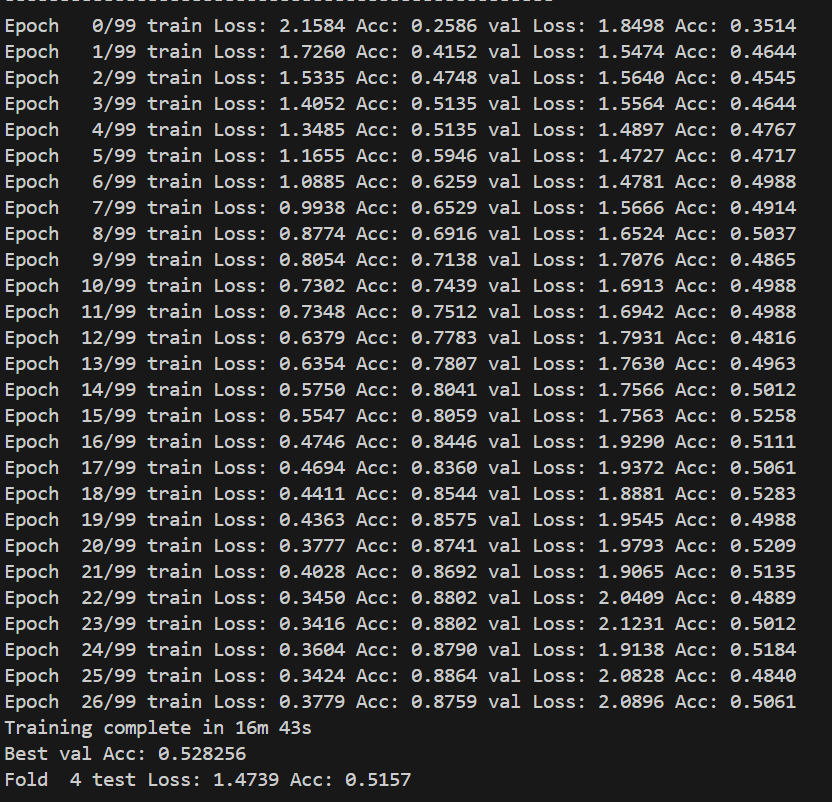 Epoch   0/99 train Loss: 2.1584 Acc: 0.2586 val Loss: 1.8498 Acc: 0.3514
Epoch   1/99 train Loss: 1.7260 Acc: 0.4152 val Loss: 1.5474 Acc: 0.4644
Epoch   2/99 train Loss: 1.5335 Acc: 0.4748 val Loss: 1.5640 Acc: 0.4545
Epoch   3/99 train Loss: 1.4052 Acc: 0.5135 val Loss: 1.5564 Acc: 0.4644
Epoch   4/99 train Loss: 1.3485 Acc: 0.5135 val Loss: 1.4897 Acc: 0.4767
Epoch   5/99 train Loss: 1.1655 Acc: 0.5946 val Loss: 1.4727 Acc: 0.4717
Epoch   6/99 train Loss: 1.0885 Acc: 0.6259 val Loss: 1.4781 Acc: 0.4988
Epoch   7/99 train Loss: 0.9938 Acc: 0.6529 val Loss: 1.5666 Acc: 0.4914
Epoch   8/99 train Loss: 0.8774 Acc: 0.6916 val Loss: 1.6524 Acc: 0.5037
Epoch   9/99 train Loss: 0.8054 Acc: 0.7138 val Loss: 1.7076 Acc: 0.4865
Epoch  10/99 train Loss: 0.7302 Acc: 0.7439 val Loss: 1.6913 Acc: 0.4988
Epoch  11/99 train Loss: 0.7348 Acc: 0.7512 val Loss: 1.6942 Acc: 0.4988
Epoch  12/99 train Loss: 0.6379 Acc: 0.7783 val Loss: 1.7931 Acc: 0.4816
Epoch  13/99 train Loss: 0.6354 Acc: 0.7807 val Loss: 1.7630 Acc: 0.4963
Epoch  14/99 train Loss: 0.5750 Acc: 0.8041 val Loss: 1.7566 Acc: 0.5012
Epoch  15/99 train Loss: 0.5547 Acc: 0.8059 val Loss: 1.7563 Acc: 0.5258
Epoch  16/99 train Loss: 0.4746 Acc: 0.8446 val Loss: 1.9290 Acc: 0.5111
Epoch  17/99 train Loss: 0.4694 Acc: 0.8360 val Loss: 1.9372 Acc: 0.5061
Epoch  18/99 train Loss: 0.4411 Acc: 0.8544 val Loss: 1.8881 Acc: 0.5283
Epoch  19/99 train Loss: 0.4363 Acc: 0.8575 val Loss: 1.9545 Acc: 0.4988
Epoch  20/99 train Loss: 0.3777 Acc: 0.8741 val Loss: 1.9793 Acc: 0.5209
Epoch  21/99 train Loss: 0.4028 Acc: 0.8692 val Loss: 1.9065 Acc: 0.5135
Epoch  22/99 train Loss: 0.3450 Acc: 0.8802 val Loss: 2.0409 Acc: 0.4889
Epoch  23/99 train Loss: 0.3416 Acc: 0.8802 val Loss: 2.1231 Acc: 0.5012
Epoch  24/99 train Loss: 0.3604 Acc: 0.8790 val Loss: 1.9138 Acc: 0.5184
Epoch  25/99 train Loss: 0.3424 Acc: 0.8864 val Loss: 2.0828 Acc: 0.4840
Epoch  26/99 train Loss: 0.3779 Acc: 0.8759 val Loss: 2.0896 Acc: 0.5061
Training complete in 16m 43s
Best val Acc: 0.528256
Fold  4 test Loss: 1.4739 Acc: 0.5157